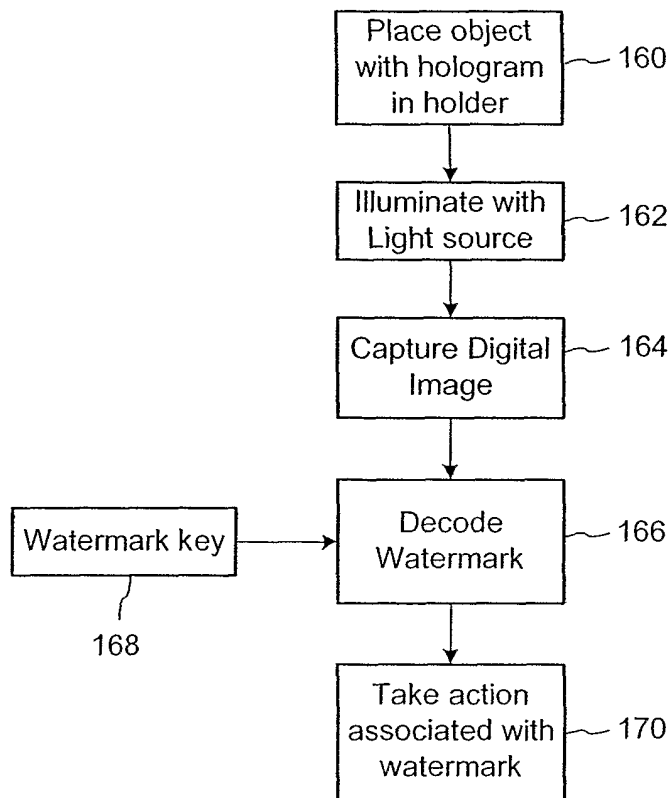 Place object
with hologram
in holder
160
Illuminate with
Light source
162
Capture Digital
Image
164
Watermark key
168
Decode
Watermark
166
Take action
associated with
watermark
170